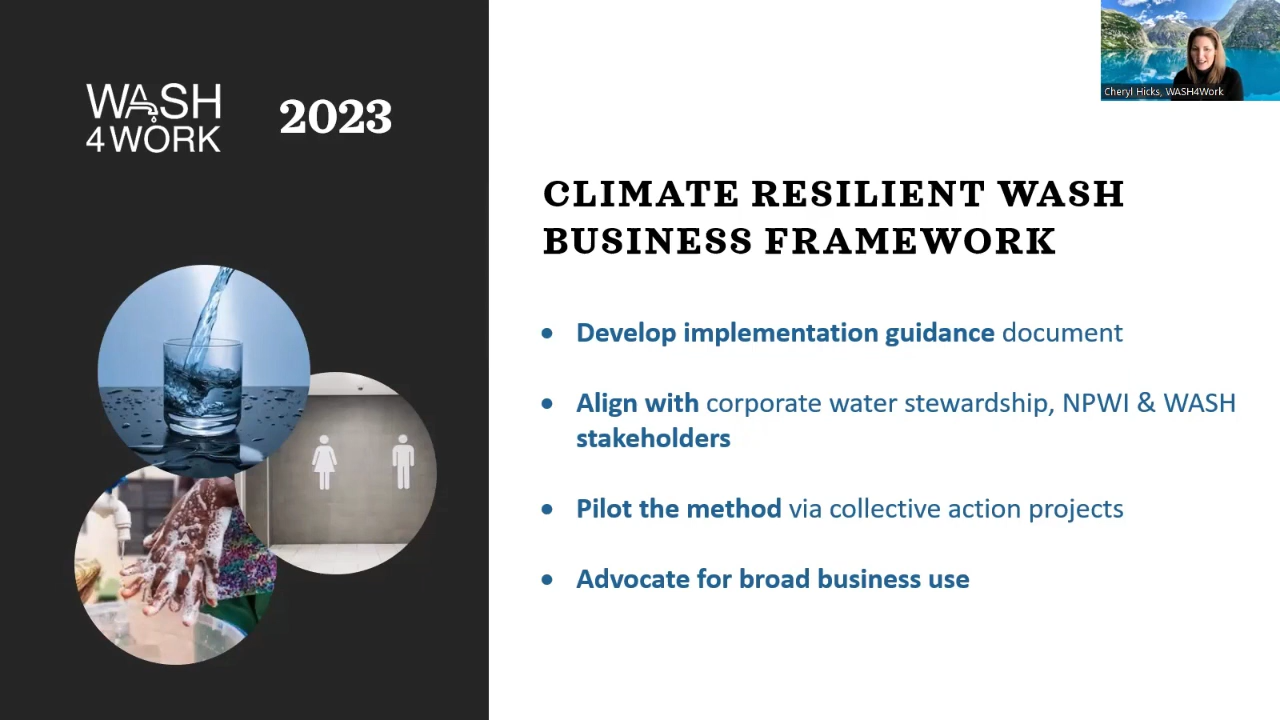 WASH
4WORK
2023
Cheryl Hicks, WASH4Work
CLIMATE RESILIENT WASH
BUSINESS FRAMEWORK
• Develop implementation guidance document
• Align with corporate water stewardship, NPWI & WASH
stakeholders
• Pilot the method via collective action projects
• Advocate for broad business use